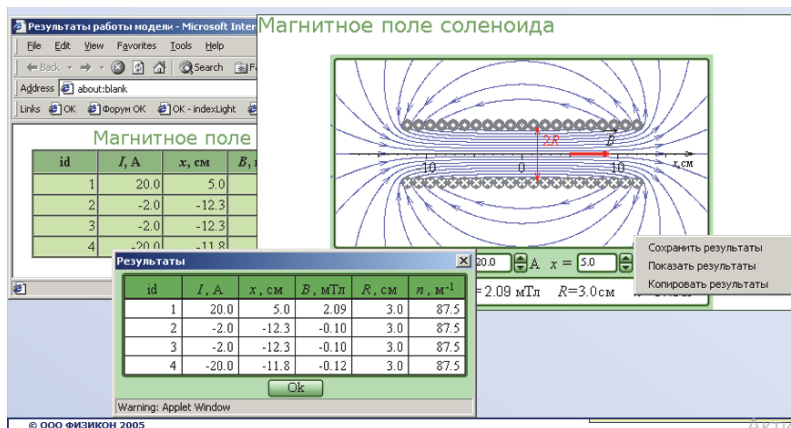 Результаты работы модели - Microsoft Inter
File Edit View Favorites Tools Help
Back Search Fa
Address about:blank
Links OK Форум ОК OK - indexLight
Магнитное поле
id I, А x, см B,
1 20.0 5.0
2 -2.0 -12.3
3 -2.0 -12.3
4 -20.0 -11.8
Магнитное поле соленоида
2R B
-10 0 10 x, см
20.0 А x = 5.0
= 2.09 мТл R=3.0см
Сохранить результаты
Показать результаты
Копировать результаты
Результаты
id I, А x, см B, мТл R, см n, м-1
1 20.0 5.0 2.09 3.0 87.5
2 -2.0 -12.3 -0.10 3.0 87.5
3 -2.0 -12.3 -0.10 3.0 87.5
4 -20.0 -11.8 -0.12 3.0 87.5
Ok
Warning: Applet Window
© ООО ФИЗИКОН 2005